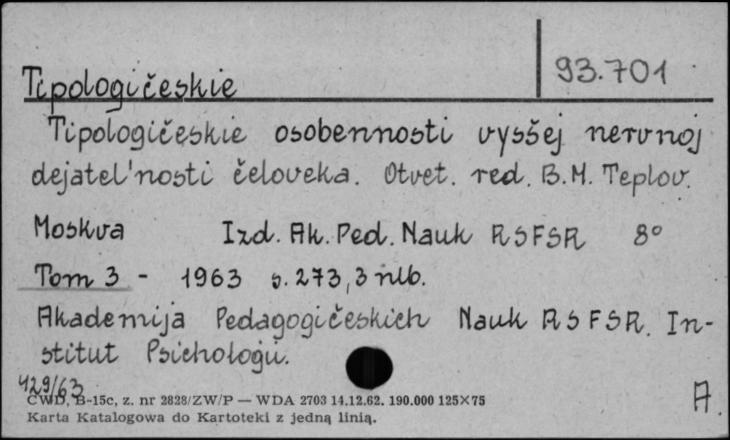 93.701
Tipologičeskie
Tipologičeskie osobennosti vysšej nervnoj
dejatel'nosti čeloveka. Otvet. red. B.M. Teplov.
Moskva Izd. Ak. Ped. Nauk RSFSR 8°
Tom 3 - 1963 s. 273, 3 nlb.
Akademija Pedagogičeskich Nauk RSFSR. In-
stitut Psichologii.
429/63
CWD, B-15c, z. nr 2828/ZW/P — WDA 2703 14.12.62. 190.000 125×75
A.
Karta Katalogowa do Kartoteki z jedną linią.